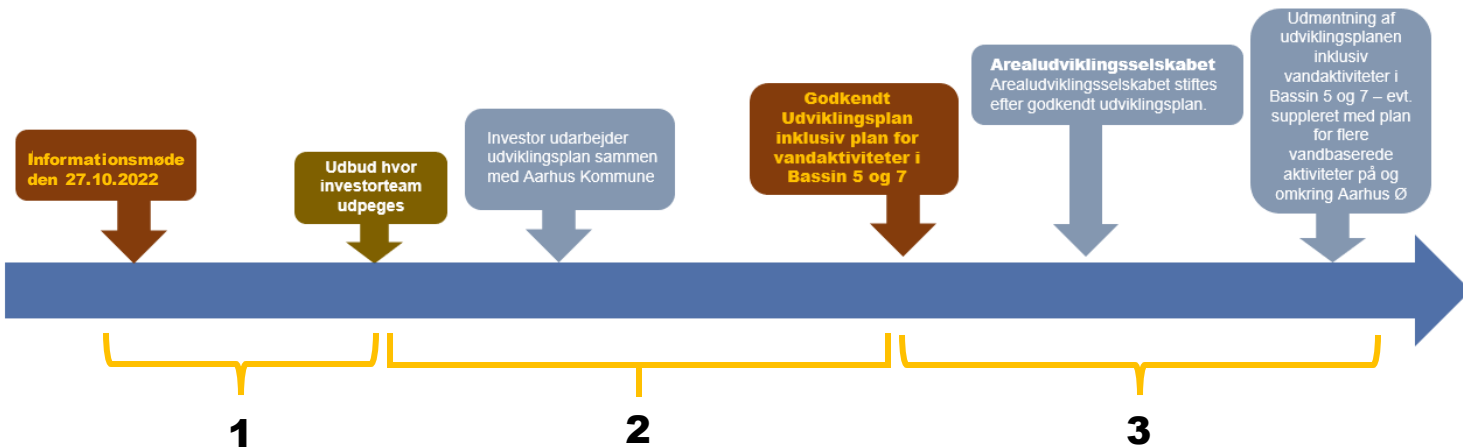 Informationsmøde
den 27.10.2022
Udbud hvor
investorteam
udpeges
Investor udarbejder
udviklingsplan sammen
med Aarhus Kommune
Godkendt
Udviklingsplan
inklusiv plan for
vandaktiviteter i
Bassin 5 og 7
Arealudviklingsselskabet
Arealudviklingsselskabet stiftes
efter godkendt udviklingsplan.
Udmøntning af
udviklingsplanen
inklusiv
vandaktiviteter i
Bassin 5 og 7 – evt.
suppleret med plan
for flere
vandbaserede
aktiviteter på og
omkring Aarhus Ø
1
2
3